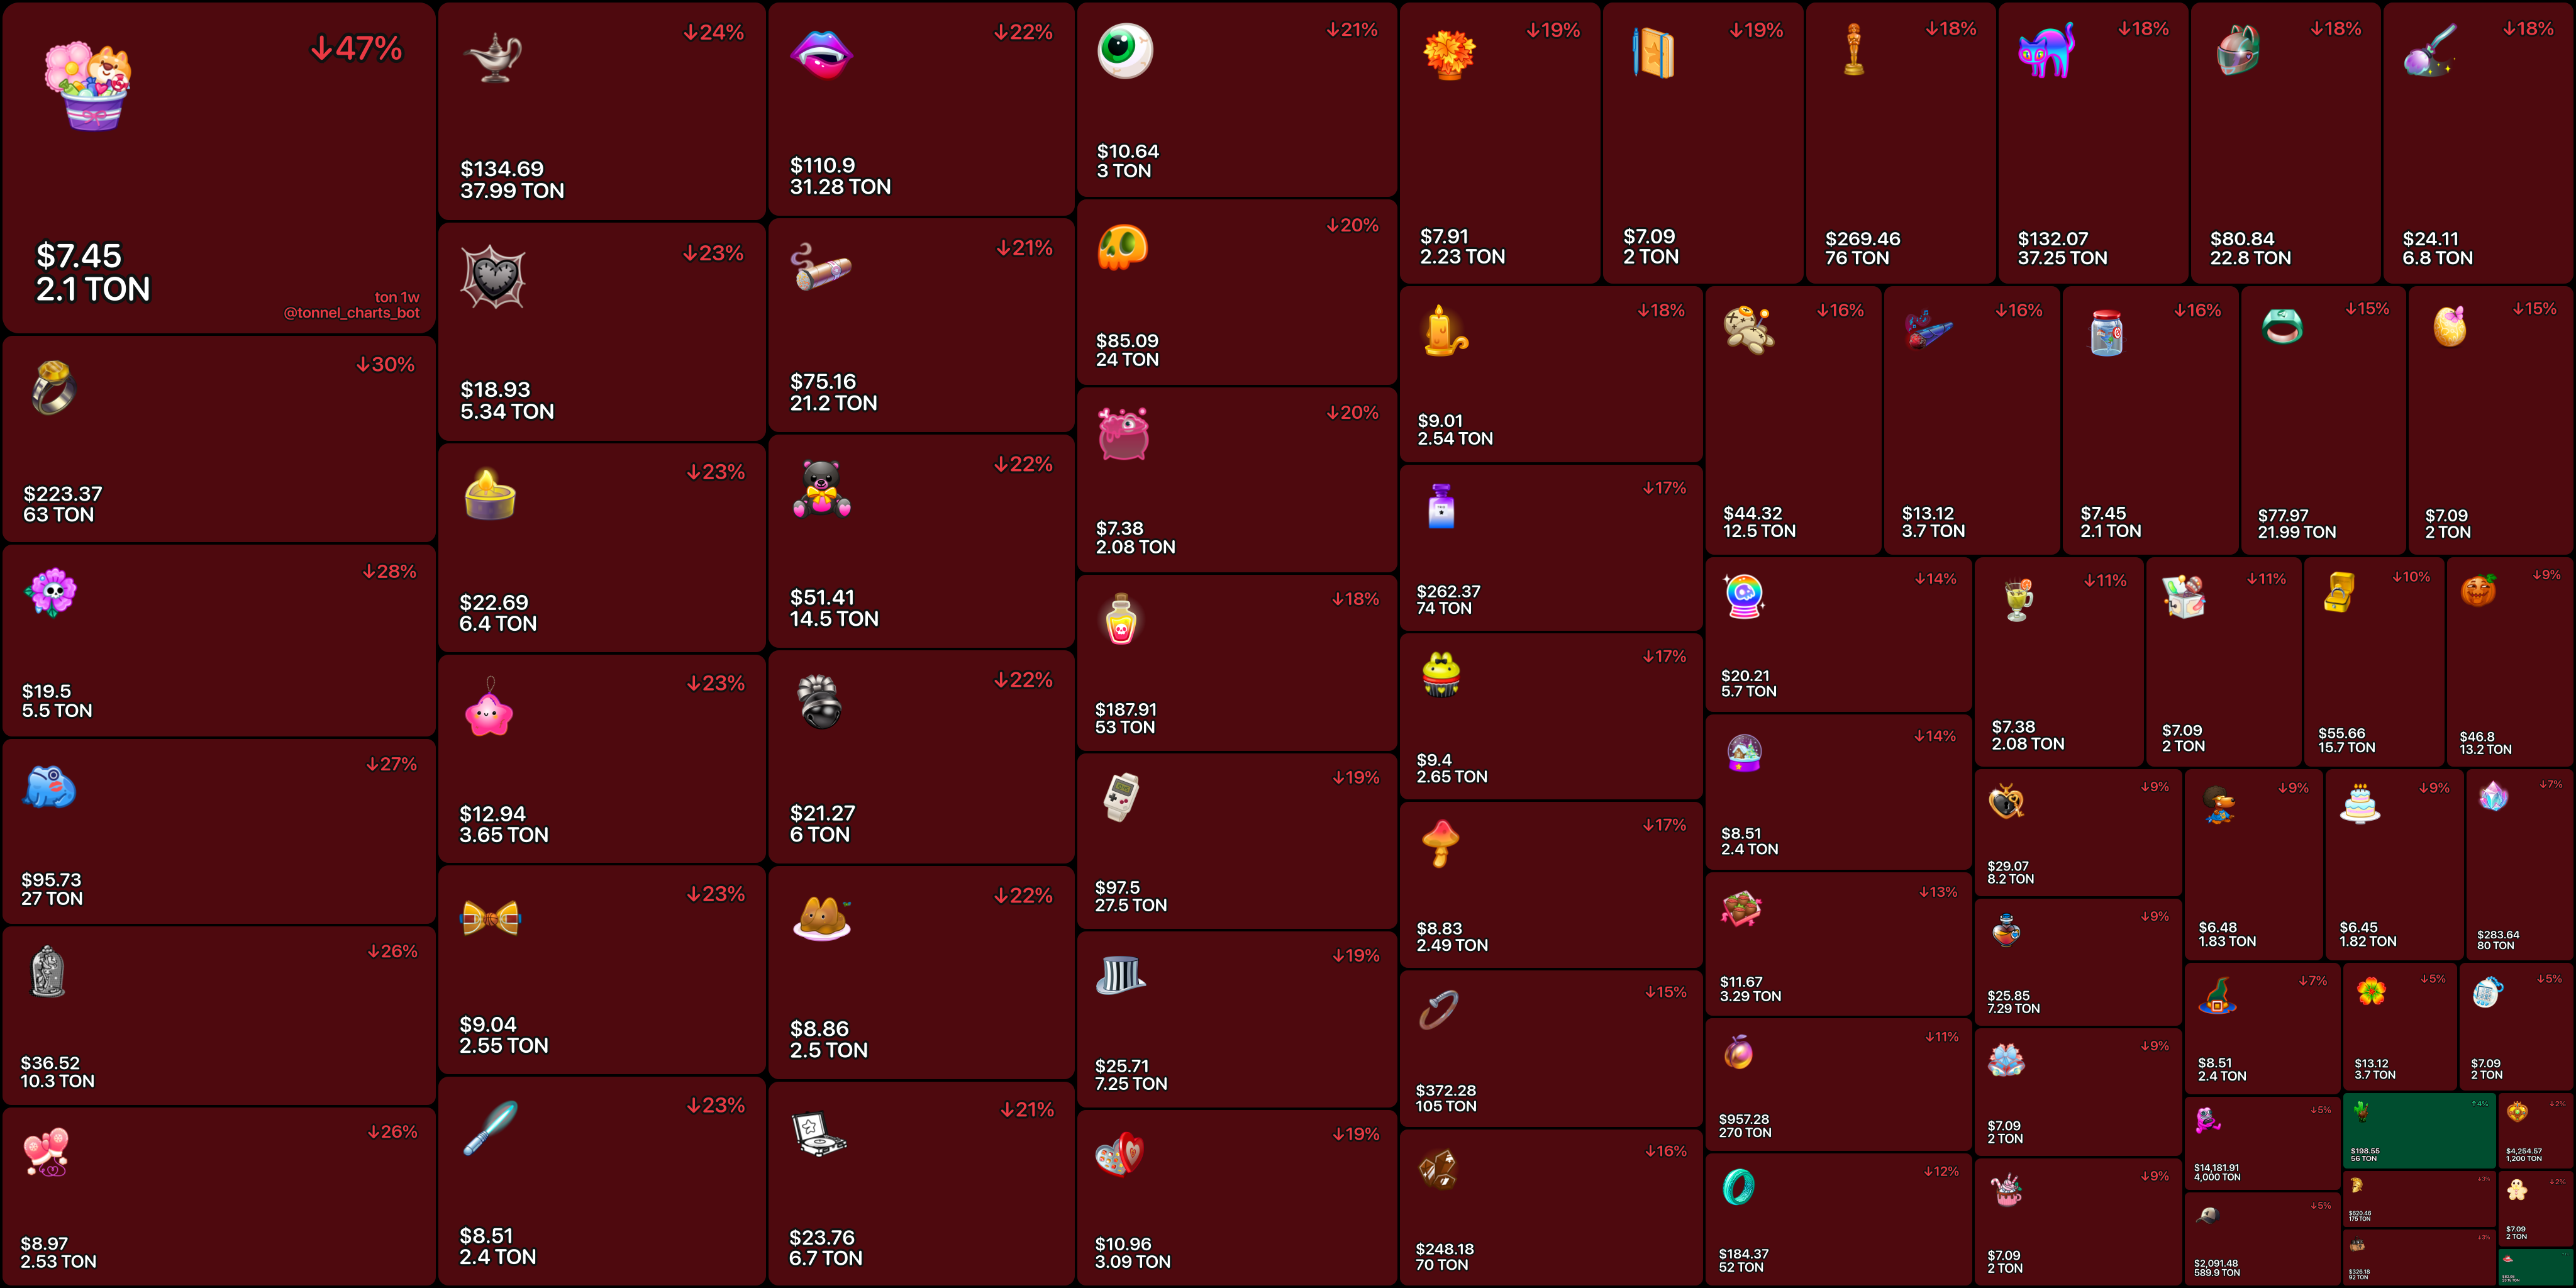 ↓47%
$7.45
2.1 TON
ton 1w
@tonnel_charts_bot
↓30%
$223.37
63 TON
↓28%
$19.5
5.5 TON
↓27%
$95.73
27 TON
↓26%
$36.52
10.3 TON
↓26%
$8.97
2.53 TON
↓24%
$134.69
37.99 TON
↓23%
$18.93
5.34 TON
↓23%
$22.69
6.4 TON
↓23%
$12.94
3.65 TON
↓23%
$9.04
2.55 TON
↓23%
$8.51
2.4 TON
↓22%
$110.9
31.28 TON
↓21%
$75.16
21.2 TON
↓22%
$51.41
14.5 TON
↓22%
$21.27
6 TON
↓22%
$8.86
2.5 TON
↓21%
$23.76
6.7 TON
↓21%
$10.64
3 TON
↓20%
$85.09
24 TON
↓20%
$7.38
2.08 TON
↓18%
$187.91
53 TON
↓19%
$97.5
27.5 TON
↓19%
$25.71
7.25 TON
↓19%
$10.96
3.09 TON
↓19%
$7.91
2.23 TON
↓19%
$7.09
2 TON
↓18%
$269.46
76 TON
↓18%
$132.07
37.25 TON
↓18%
$80.84
22.8 TON
↓18%
$24.11
6.8 TON
↓18%
$9.01
2.54 TON
↓17%
$262.37
74 TON
↓17%
$9.4
2.65 TON
↓17%
$8.83
2.49 TON
↓15%
$372.28
105 TON
↓16%
$248.18
70 TON
↓16%
$44.32
12.5 TON
↓16%
$13.12
3.7 TON
↓16%
$7.45
2.1 TON
↓15%
$77.97
21.99 TON
↓15%
$7.09
2 TON
↓14%
$20.21
5.7 TON
↓14%
$8.51
2.4 TON
↓13%
$11.67
3.29 TON
↓11%
$957.28
270 TON
↓12%
$184.37
52 TON
↓11%
$7.38
2.08 TON
↓11%
$7.09
2 TON
↓10%
$55.66
15.7 TON
↓9%
$46.8
13.2 TON
↓9%
$29.07
8.2 TON
↓9%
$25.85
7.29 TON
↓9%
$7.09
2 TON
↓9%
$7.09
2 TON
↓9%
$6.48
1.83 TON
↓9%
$6.45
1.82 TON
↓7%
$283.64
80 TON
↓7%
$8.51
2.4 TON
↓5%
$13.12
3.7 TON
↓5%
$7.09
2 TON
↓5%
$14,181.91
4,000 TON
↓5%
$2,091.48
589.9 TON
↑4%
$198.55
56 TON
↓2%
$4,254.57
1,200 TON
↓3%
$620.46
175 TON
↓3%
$326.18
92 TON
↓2%
$7.09
2 TON